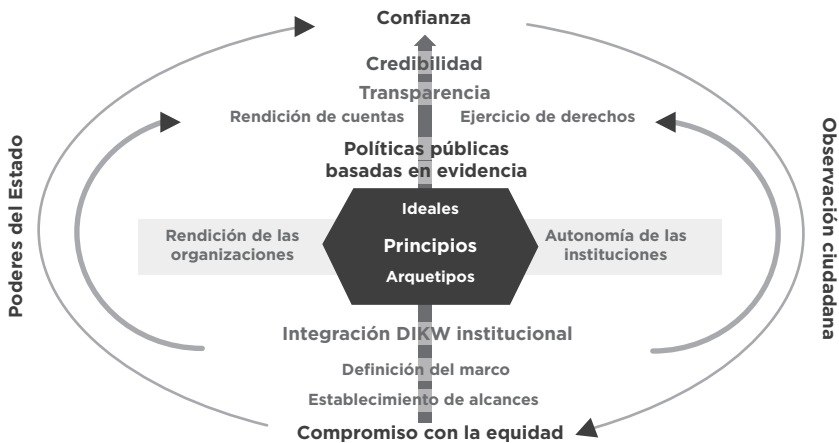 Confianza
Credibilidad
Transparencia
Rendición de cuentas
Ejercicio de derechos
Políticas públicas
basadas en evidencia
Poderes del Estado
Observación ciudadana
Ideales
Rendición de las
organizaciones
Principios
Autonomía de las
instituciones
Arquetipos
Integración DIKW institucional
Definición del marco
Establecimiento de alcances
Compromiso con la equidad